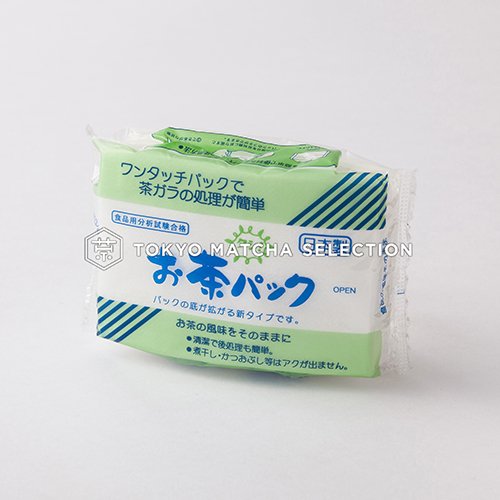 ワンタッチパックで
茶ガラの処理が簡単
食品用分析試験合格
日本製
TOKYO MATCHA SELECTION
お茶パック
OPEN
パックの底が拡がる新タイプです。
お茶の風味をそのままに
●清潔で後処理も簡単。
●煮干し・かつおぶし等はアクが出ません。